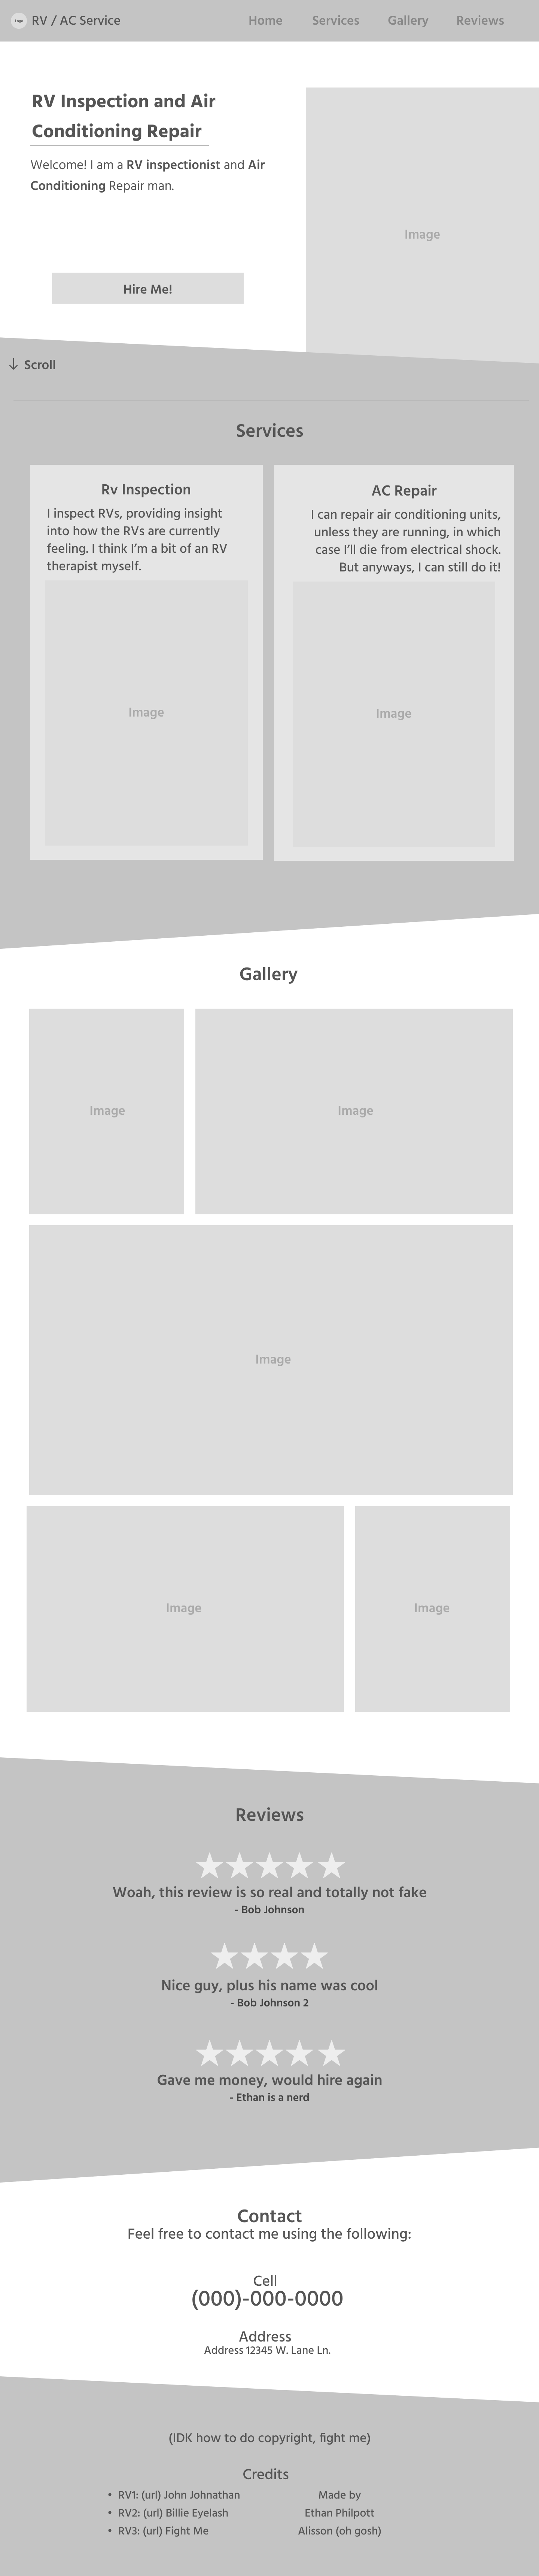 Logo
RV / AC Service
Home
Services
Gallery
Reviews
RV Inspection and Air
Conditioning Repair
Welcome! I am a RV inspectionist and Air
Conditioning Repair man.
Image
Hire Me!
↓ Scroll
Services
Rv Inspection
I inspect RVs, providing insight
into how the RVs are currently
feeling. I think I’m a bit of an RV
therapist myself.
Image
AC Repair
I can repair air conditioning units,
unless they are running, in which
case I’ll die from electrical shock.
But anyways, I can still do it!
Image
Gallery
Image
Image
Image
Image
Image
Reviews
Woah, this review is so real and totally not fake
- Bob Johnson
Nice guy, plus his name was cool
- Bob Johnson 2
Gave me money, would hire again
- Ethan is a nerd
Contact
Feel free to contact me using the following:
Cell
(000)-000-0000
Address
Address 12345 W. Lane Ln.
(IDK how to do copyright, fight me)
Credits
• RV1: (url) John Johnathan
• RV2: (url) Billie Eyelash
• RV3: (url) Fight Me
Made by
Ethan Philpott
Alisson (oh gosh)